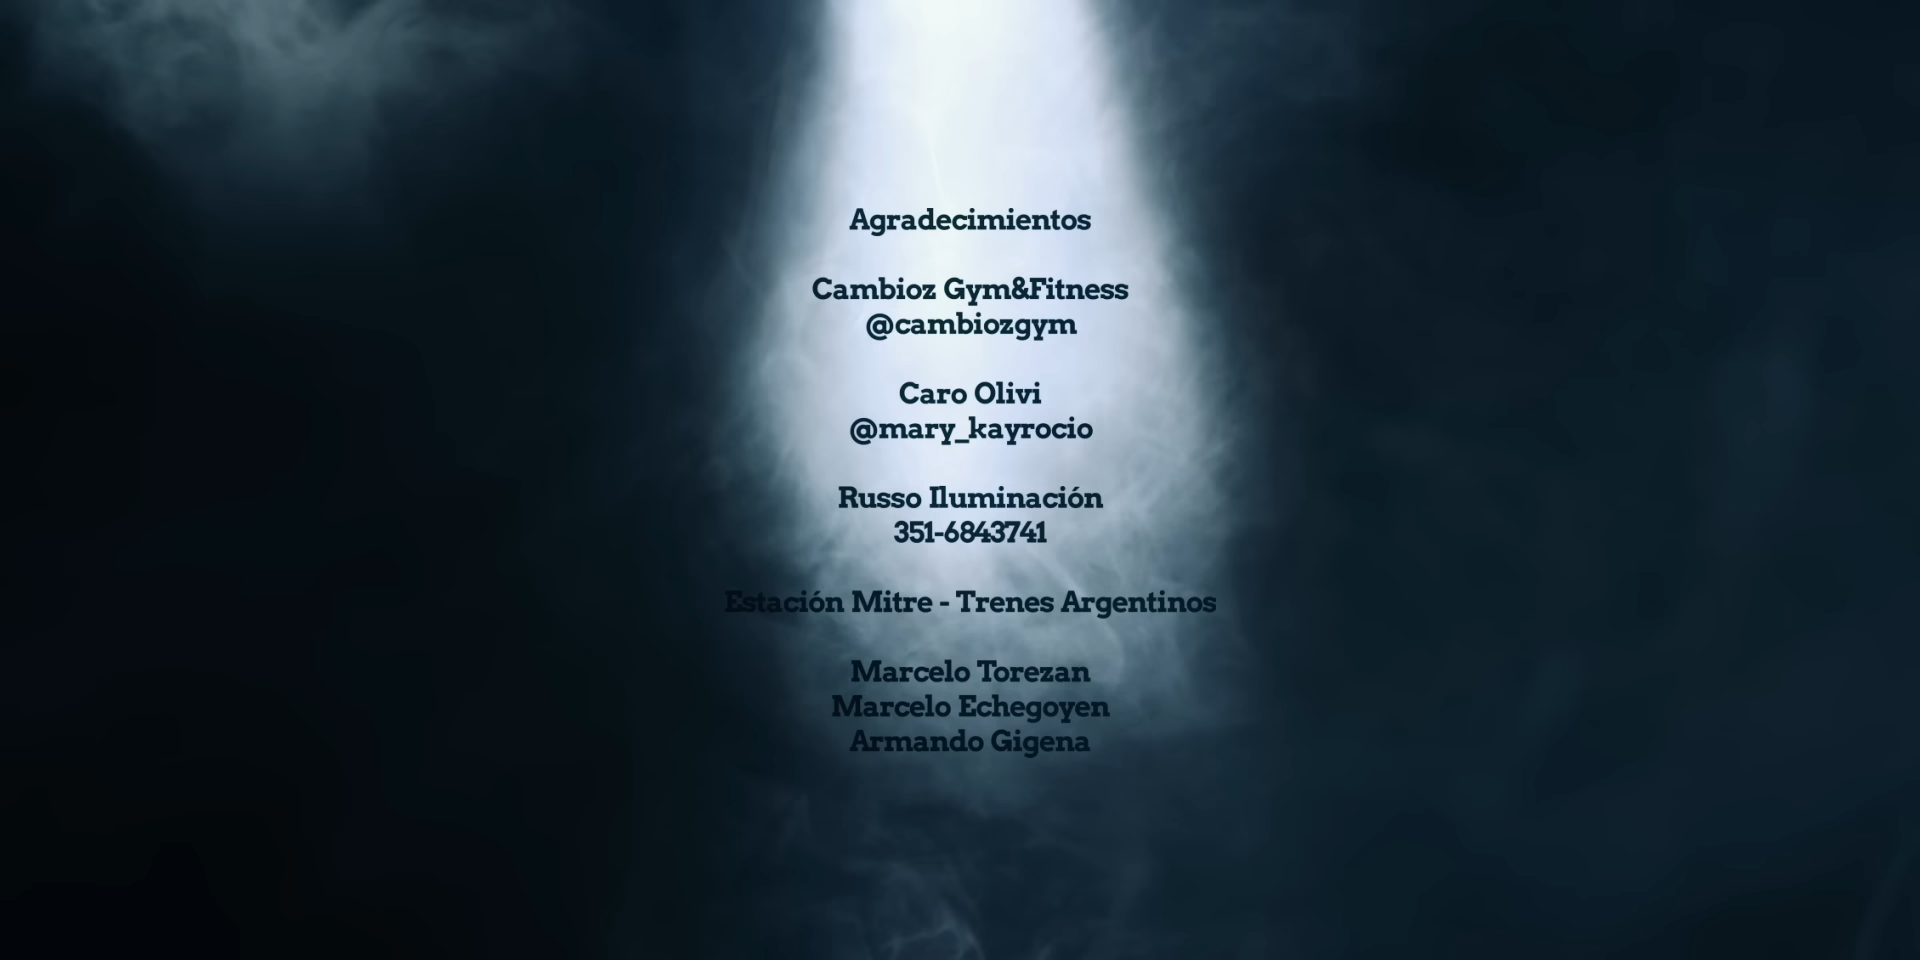 Agradecimientos
Cambioz Gym&Fitness
@cambiozgym
Caro Olivi
@mary_kayrocio
Russo Iluminación
351-6843741
Estación Mitre - Trenes Argentinos
Marcelo Torezan
Marcelo Echegoyen
Armando Gigena